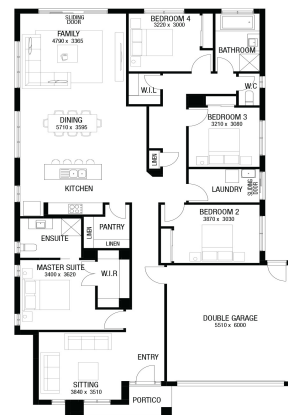 SLIDING
DOOR
FAMILY
4790 x 3365
BEDROOM 4
3220 x 3000
BATHROOM
W.I.L
W.C
DINING
5710 x 3595
BEDROOM 3
3210 x 3080
LINEN
KITCHEN
LAUNDRY
SLIDING
DOOR
ENSUITE
LINEN
PANTRY
LINEN
BEDROOM 2
3870 x 3030
MASTER SUITE
3400 x 3620
W.I.R
DOUBLE GARAGE
5510 x 6000
SITTING
3840 x 3510
ENTRY
PORTICO